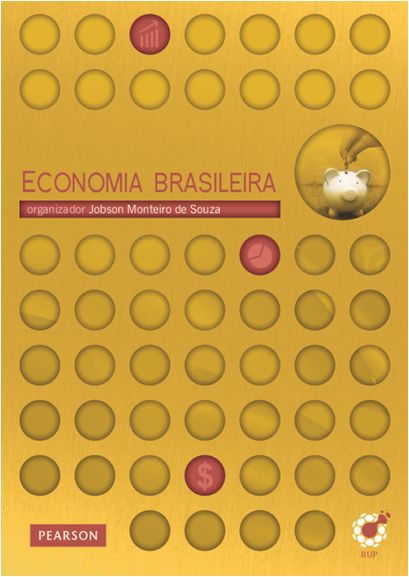 ECONOMIA BRASILEIRA
organizador Jobson Monteiro de Souza
$
PEARSON
BUP